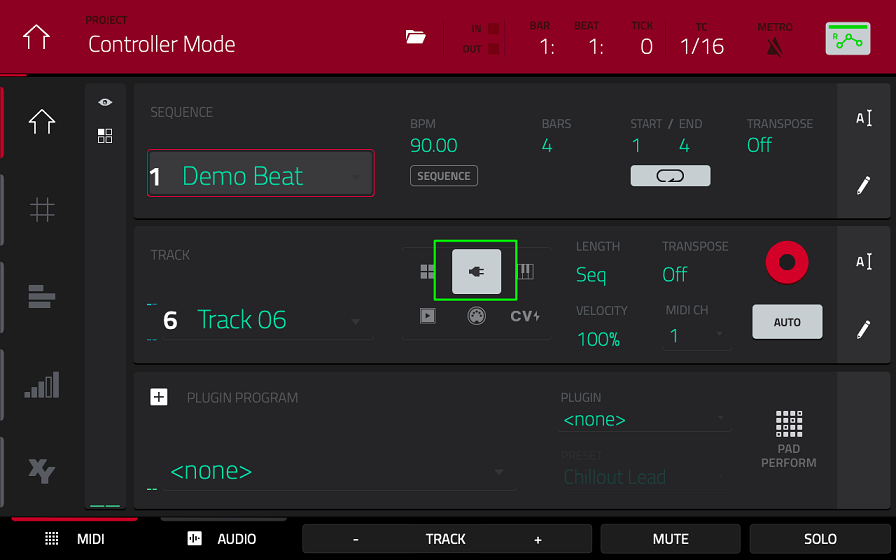 PROJECT
Controller Mode
IN
OUT
BAR BEAT TICK TC METRO
1: 1: 0 1/16
R
SEQUENCE
1 Demo Beat
BPM BARS START / END TRANSPOSE
90.00 4 1 4 Off
SEQUENCE
A
TRACK
6 Track 06
CV
LENGTH TRANSPOSE
Seq Off
VELOCITY MIDI CH
100% 1
AUTO
A
PLUGIN PROGRAM
<none>
PLUGIN
<none>
PRESET
Chillout Lead
PAD
PERFORM
XY
MIDI AUDIO - TRACK + MUTE SOLO